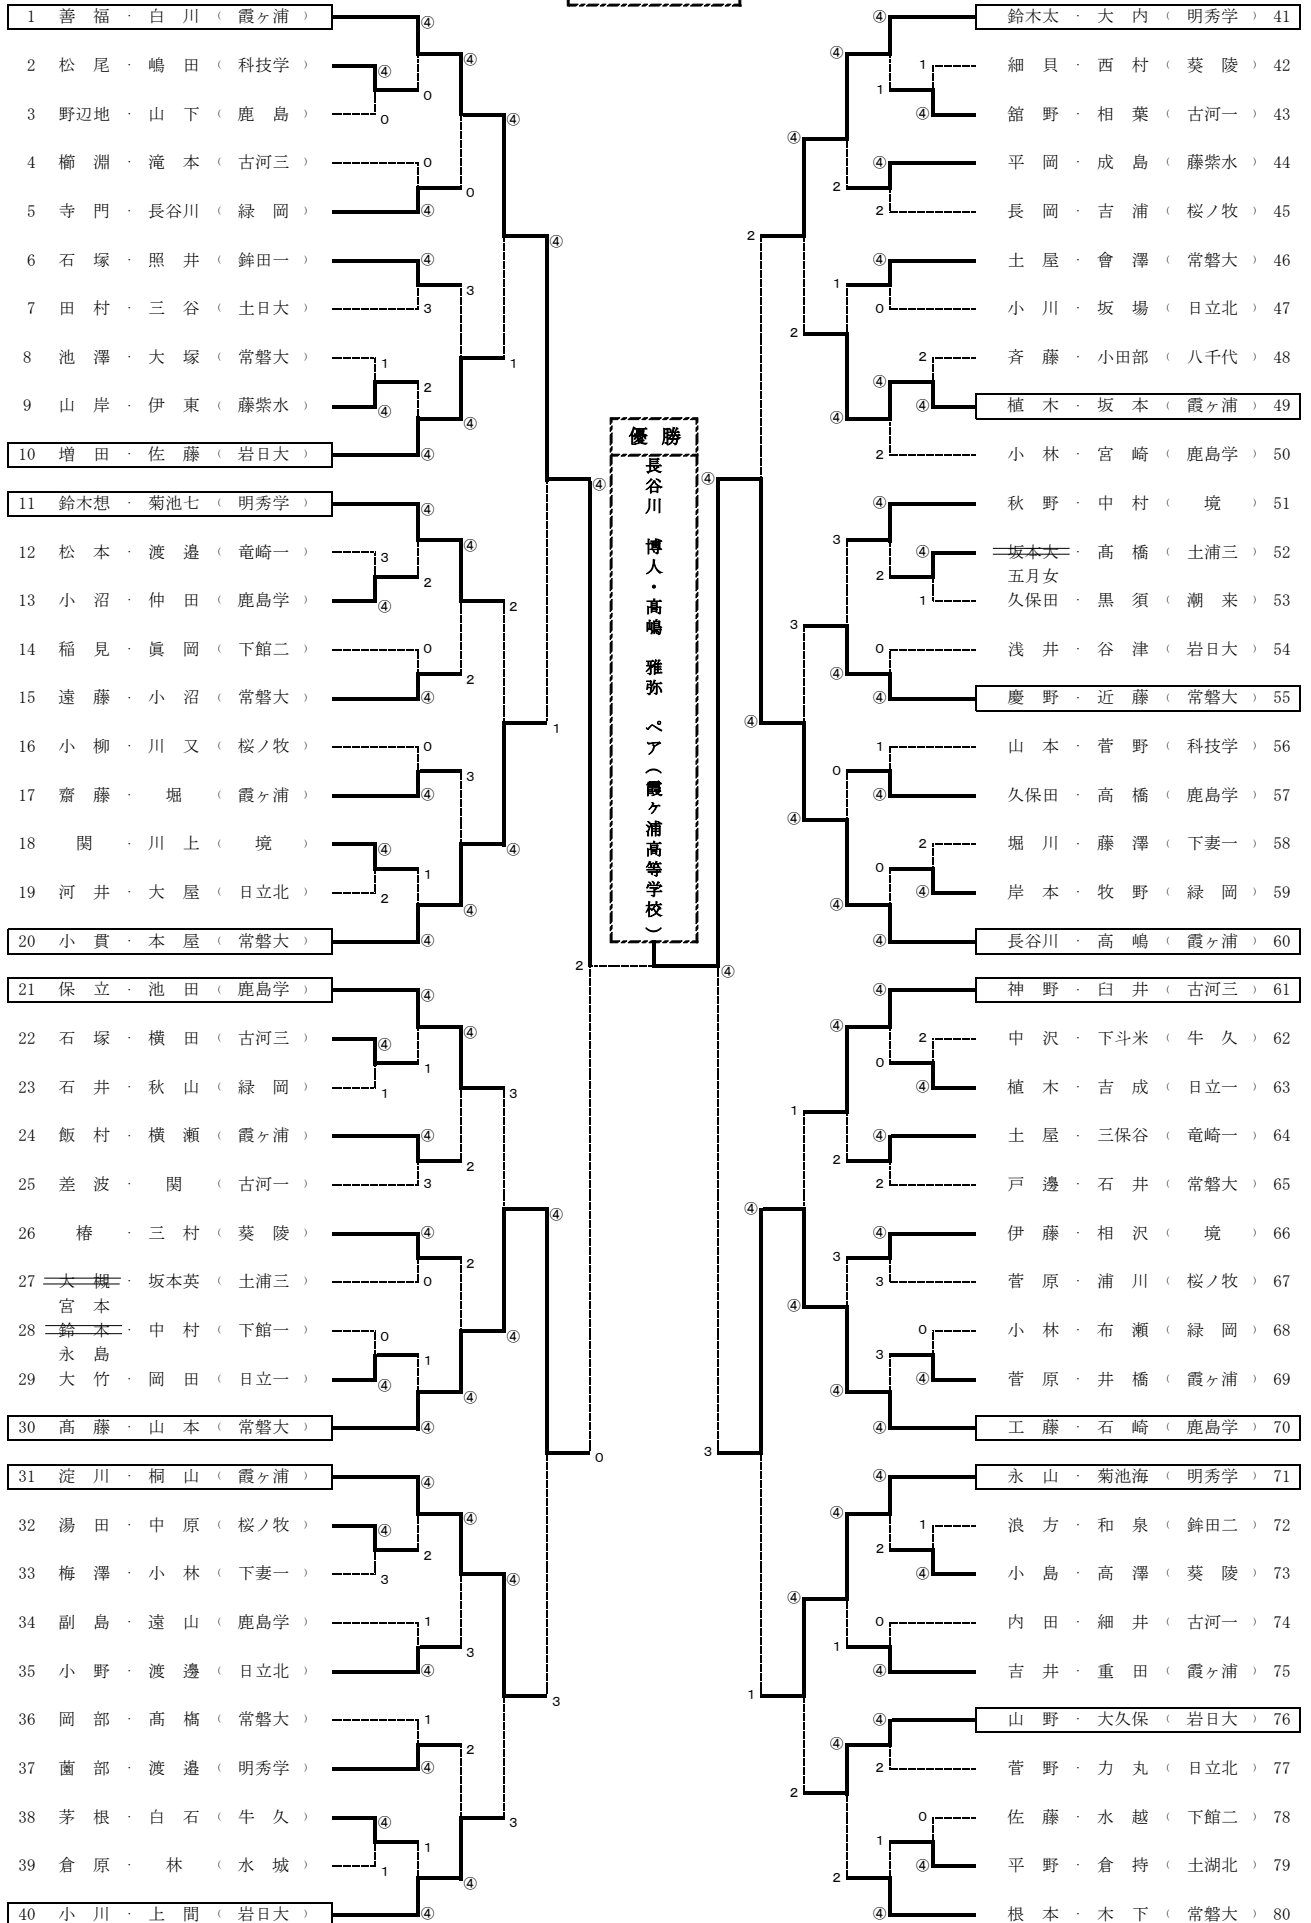 1 善福・白川（霞ヶ浦）
2 松尾・嶋田（科技学）
3 野辺地・山下（鹿島）
4 櫛淵・滝本（古河三）
5 寺門・長谷川（緑岡）
6 石塚・照井（鉾田一）
7 田村・三谷（土日大）
8 池澤・大塚（常磐大）
9 山岸・伊東（藤紫水）
10 増田・佐藤（岩日大）
11 鈴木想・菊池七（明秀学）
12 松本・渡邉（竜崎一）
13 小沼・仲田（鹿島学）
14 稲見・眞岡（下館二）
15 遠藤・小沼（常磐大）
16 小柳・川又（桜ノ牧）
17 齋藤・堀（霞ヶ浦）
18 関・川上（境）
19 河井・大屋（日立北）
20 小貫・本屋（常磐大）
21 保立・池田（鹿島学）
22 石塚・横田（古河三）
23 石井・秋山（緑岡）
24 飯村・横瀬（霞ヶ浦）
25 差波・関（古河一）
26 椿・三村（葵陵）
27 大槻・坂本英（土浦三）
宮本
28 鈴木・中村（下館一）
永島
29 大竹・岡田（日立一）
30 髙藤・山本（常磐大）
31 淀川・桐山（霞ヶ浦）
32 湯田・中原（桜ノ牧）
33 梅澤・小林（下妻一）
34 副島・遠山（鹿島学）
35 小野・渡邊（日立北）
36 岡部・髙橋（常磐大）
37 薗部・渡邉（明秀学）
38 茅根・白石（牛久）
39 倉原・林（水城）
40 小川・上間（岩日大）
優勝
長谷川 博人・髙嶋 雅弥 ペア（霞ヶ浦高等学校）
鈴木太・大内（明秀学）41
細貝・西村（葵陵）42
舘野・相葉（古河一）43
平岡・成島（藤紫水）44
長岡・吉浦（桜ノ牧）45
土屋・會澤（常磐大）46
小川・坂場（日立北）47
斉藤・小田部（八千代）48
植木・坂本（霞ヶ浦）49
小林・宮崎（鹿島学）50
秋野・中村（境）51
坂本大・髙橋（土浦三）52
五月女
久保田・黒須（潮来）53
浅井・谷津（岩日大）54
慶野・近藤（常磐大）55
山本・菅野（科技学）56
久保田・高橋（鹿島学）57
堀川・藤澤（下妻一）58
岸本・牧野（緑岡）59
長谷川・高嶋（霞ヶ浦）60
神野・臼井（古河三）61
中沢・下斗米（牛久）62
植木・吉成（日立一）63
土屋・三保谷（竜崎一）64
戸邊・石井（常磐大）65
伊藤・相沢（境）66
菅原・浦川（桜ノ牧）67
小林・布瀬（緑岡）68
菅原・井橋（霞ヶ浦）69
工藤・石崎（鹿島学）70
永山・菊池海（明秀学）71
浪方・和泉（鉾田二）72
小島・高澤（葵陵）73
内田・細井（古河一）74
吉井・重田（霞ヶ浦）75
山野・大久保（岩日大）76
菅野・力丸（日立北）77
佐藤・水越（下館二）78
平野・倉持（土湖北）79
根本・木下（常磐大）80